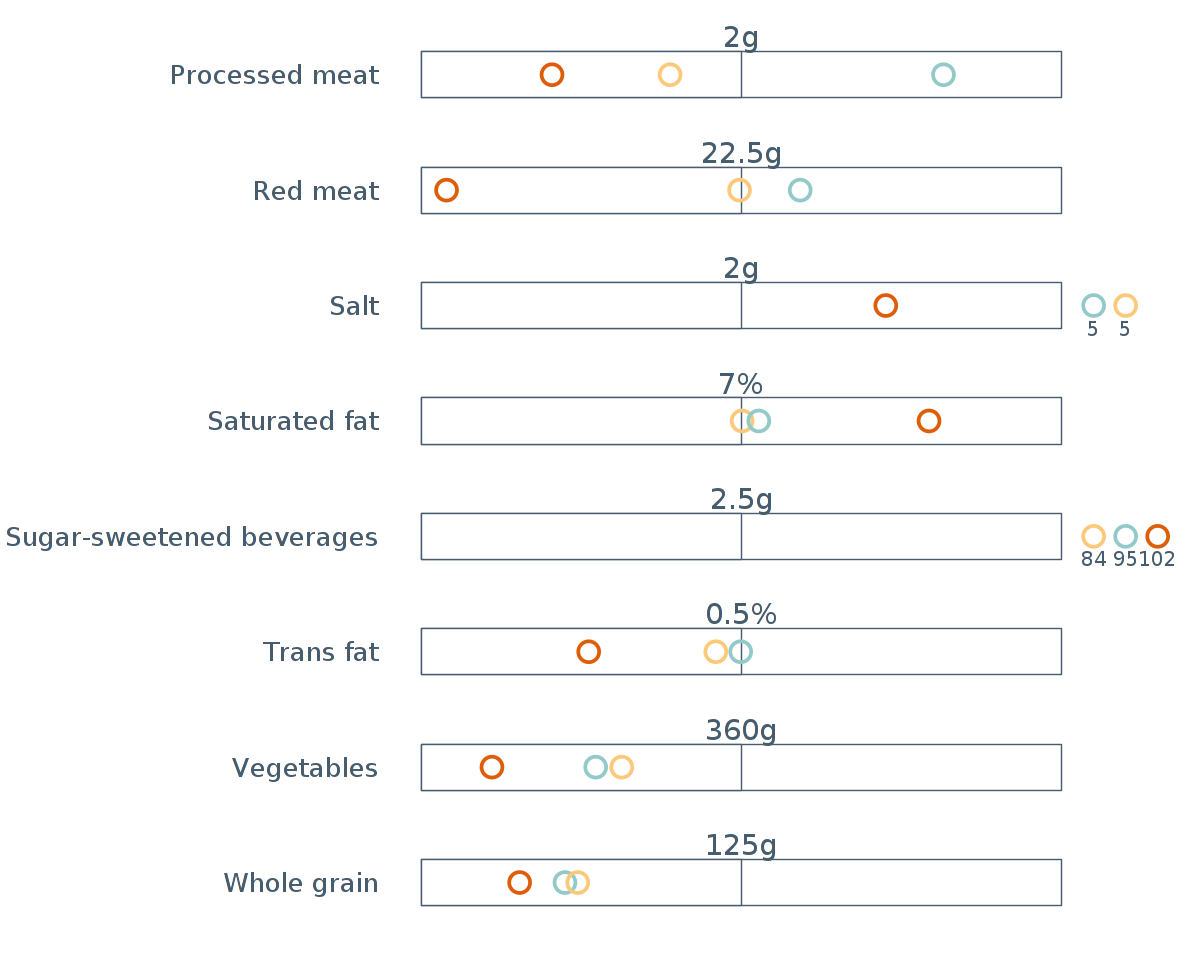 2g
Processed meat
22.5g
Red meat
2g
Salt
5 5
7%
Saturated fat
2.5g
Sugar-sweetened beverages
84 95 102
0.5%
Trans fat
360g
Vegetables
125g
Whole grain